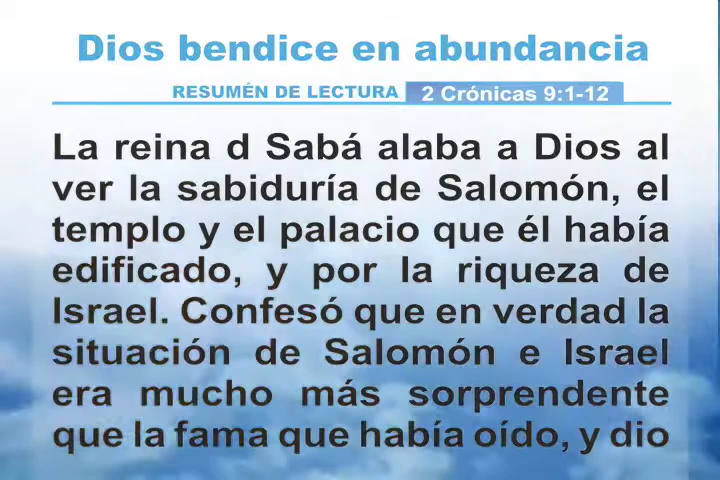 Dios bendice en abundancia
RESUMÉN DE LECTURA 2 Crónicas 9:1-12
La reina d Sabá alaba a Dios al
ver la sabiduría de Salomón, el
templo y el palacio que él había
edificado, y por la riqueza de
Israel. Confesó que en verdad la
situación de Salomón e Israel
era mucho más sorprendente
que la fama que había oído, y dio